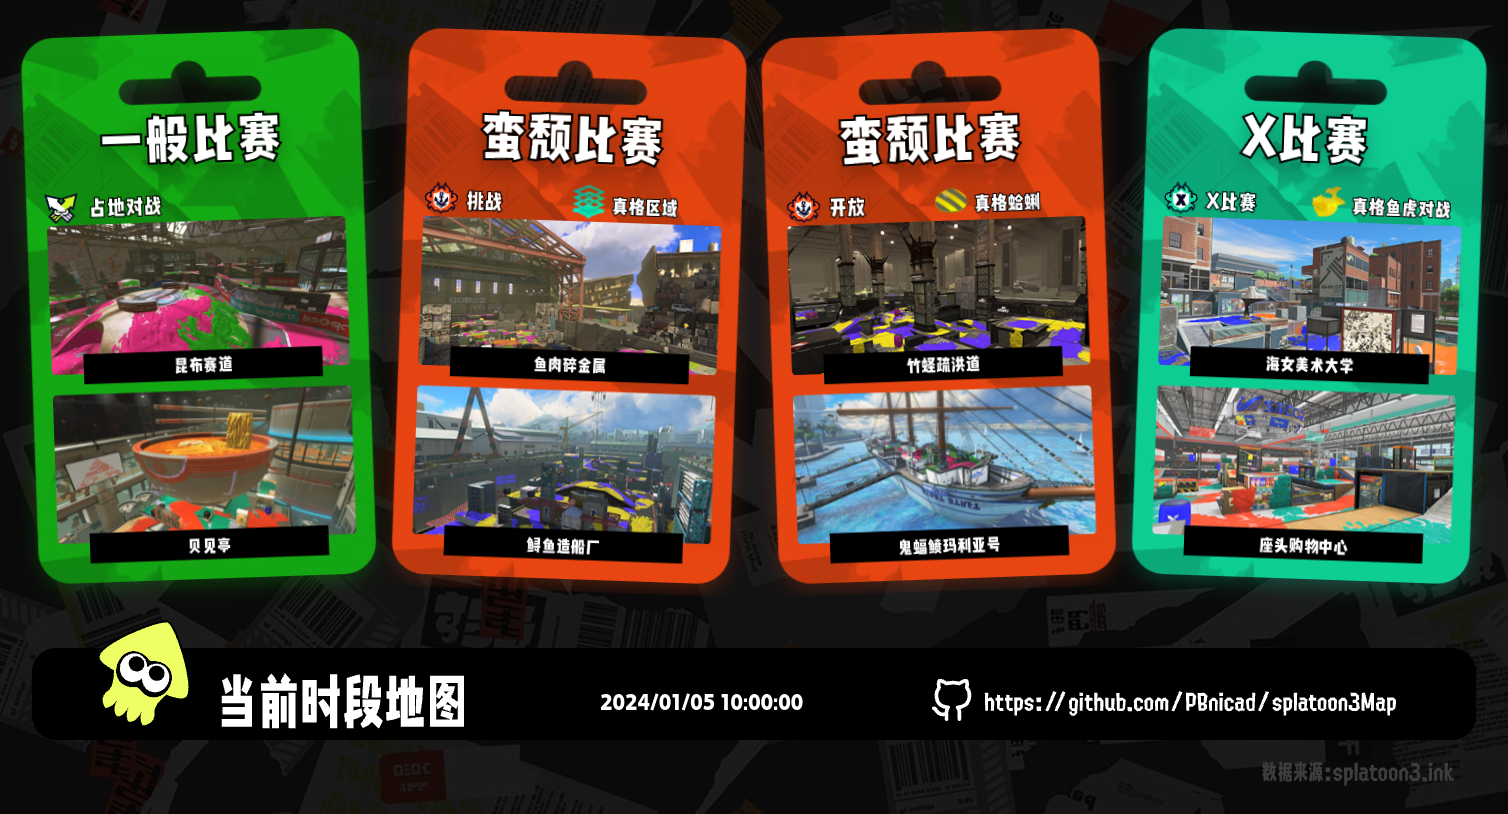 一般比赛
占地对战
昆布赛道
贝贝亭
蛮颓比赛
挑战
真格区域
鱼肉碎金属
鲟鱼造船厂
蛮颓比赛
开放
真格蛤蜊
竹蛏疏洪道
鬼蝠鲼玛利亚号
X比赛
X比赛
真格鱼虎对战
海女美术大学
座头购物中心
当前时段地图
2024/01/05 10:00:00
https://github.com/PBnicad/splatoon3Map
数据来源:splatoon3.ink